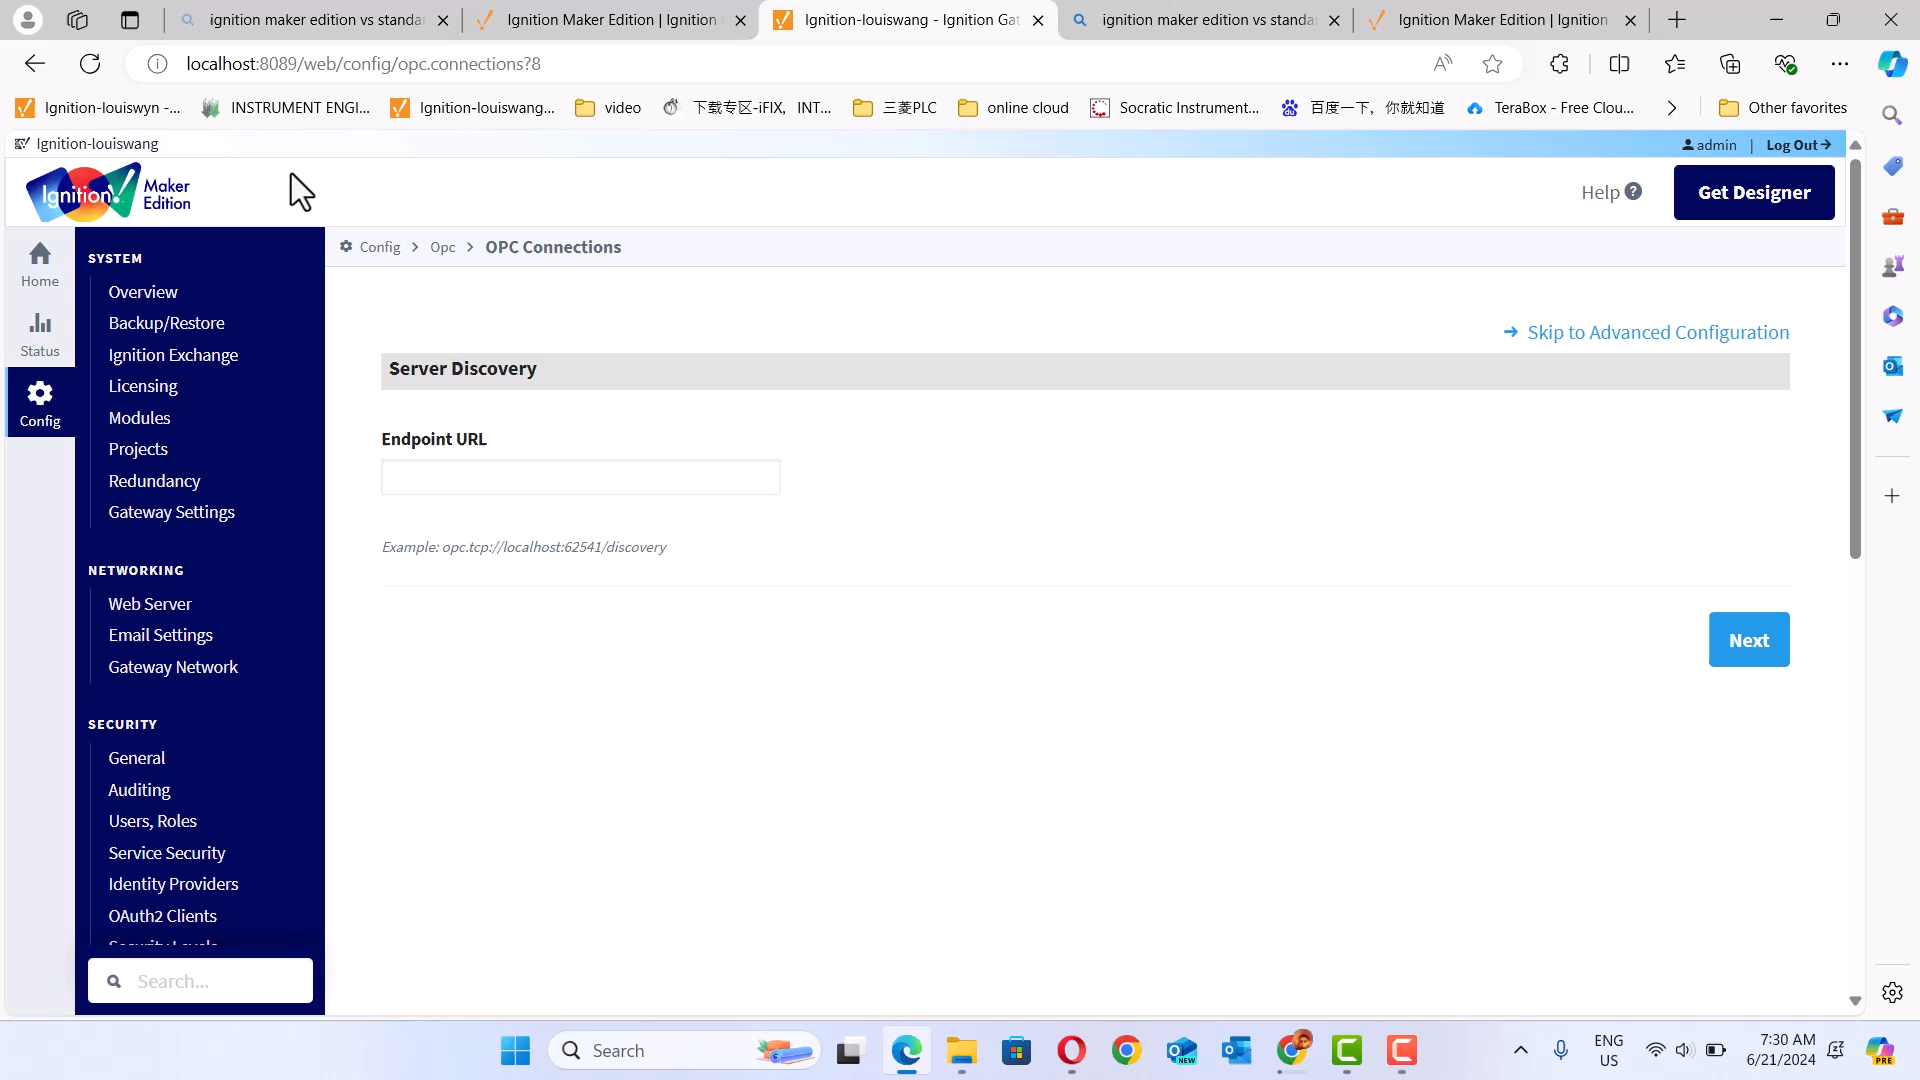 ignition maker edition vs standa
Ignition Maker Edition | Ignition
Ignition-louiswang - Ignition Gat
ignition maker edition vs standa
Ignition Maker Edition | Ignition
localhost:8089/web/config/opc.connections?8
Ignition-louiswyn -...
INSTRUMENT ENGI...
Ignition-louiswang...
video
下载专区-iFIX, INT...
三菱PLC
online cloud
Socratic Instrument...
百度一下，你就知道
TeraBox - Free Clou...
Other favorites
Ignition-louiswang
admin | Log Out
Ignition! Maker Edition
Help
Get Designer
Home
Status
Config
Config > Opc > OPC Connections
SYSTEM
Overview
Backup/Restore
Ignition Exchange
Licensing
Modules
Projects
Redundancy
Gateway Settings
NETWORKING
Web Server
Email Settings
Gateway Network
SECURITY
General
Auditing
Users, Roles
Service Security
Identity Providers
OAuth2 Clients
Search...
Skip to Advanced Configuration
Server Discovery
Endpoint URL
Example: opc.tcp://localhost:62541/discovery
Next
Search
NEW
ENG
US
7:30 AM
6/21/2024
PRE